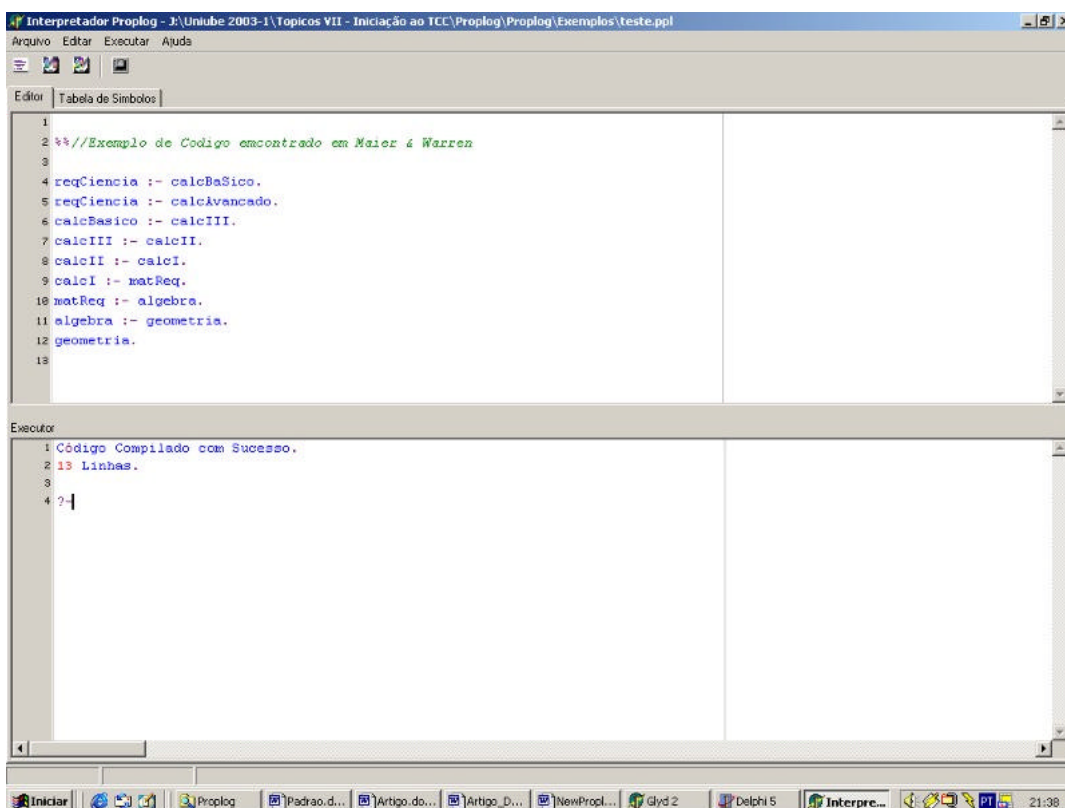 Interpretador Proplog - J:\Uniube 2003-1\Topicos VII - Iniciação ao TCC\Proplog\Proplog\Exemplos\teste.ppl
Arquivo Editar Executar Ajuda
Editor Tabela de Simbolos
1
2 %%//Exemplo de Codigo emcontrado em Maier & Warren
3
4 reqCiencia :- calcBaSico.
5 reqCiencia :- calcAvancado.
6 calcBasico :- calcIII.
7 calcIII :- calcII.
8 calcII :- calcI.
9 calcI :- matReq.
10 matReq :- algebra.
11 algebra :- geometria.
12 geometria.
13
Executor
1 Código Compilado com Sucesso.
2 13 Linhas.
3
4 ?-
Iniciar Proplog Padrao.d... Artigo.do... Artigo_D... NewPropl... Glyd 2 Delphi 5 Interpre... PT 21:38